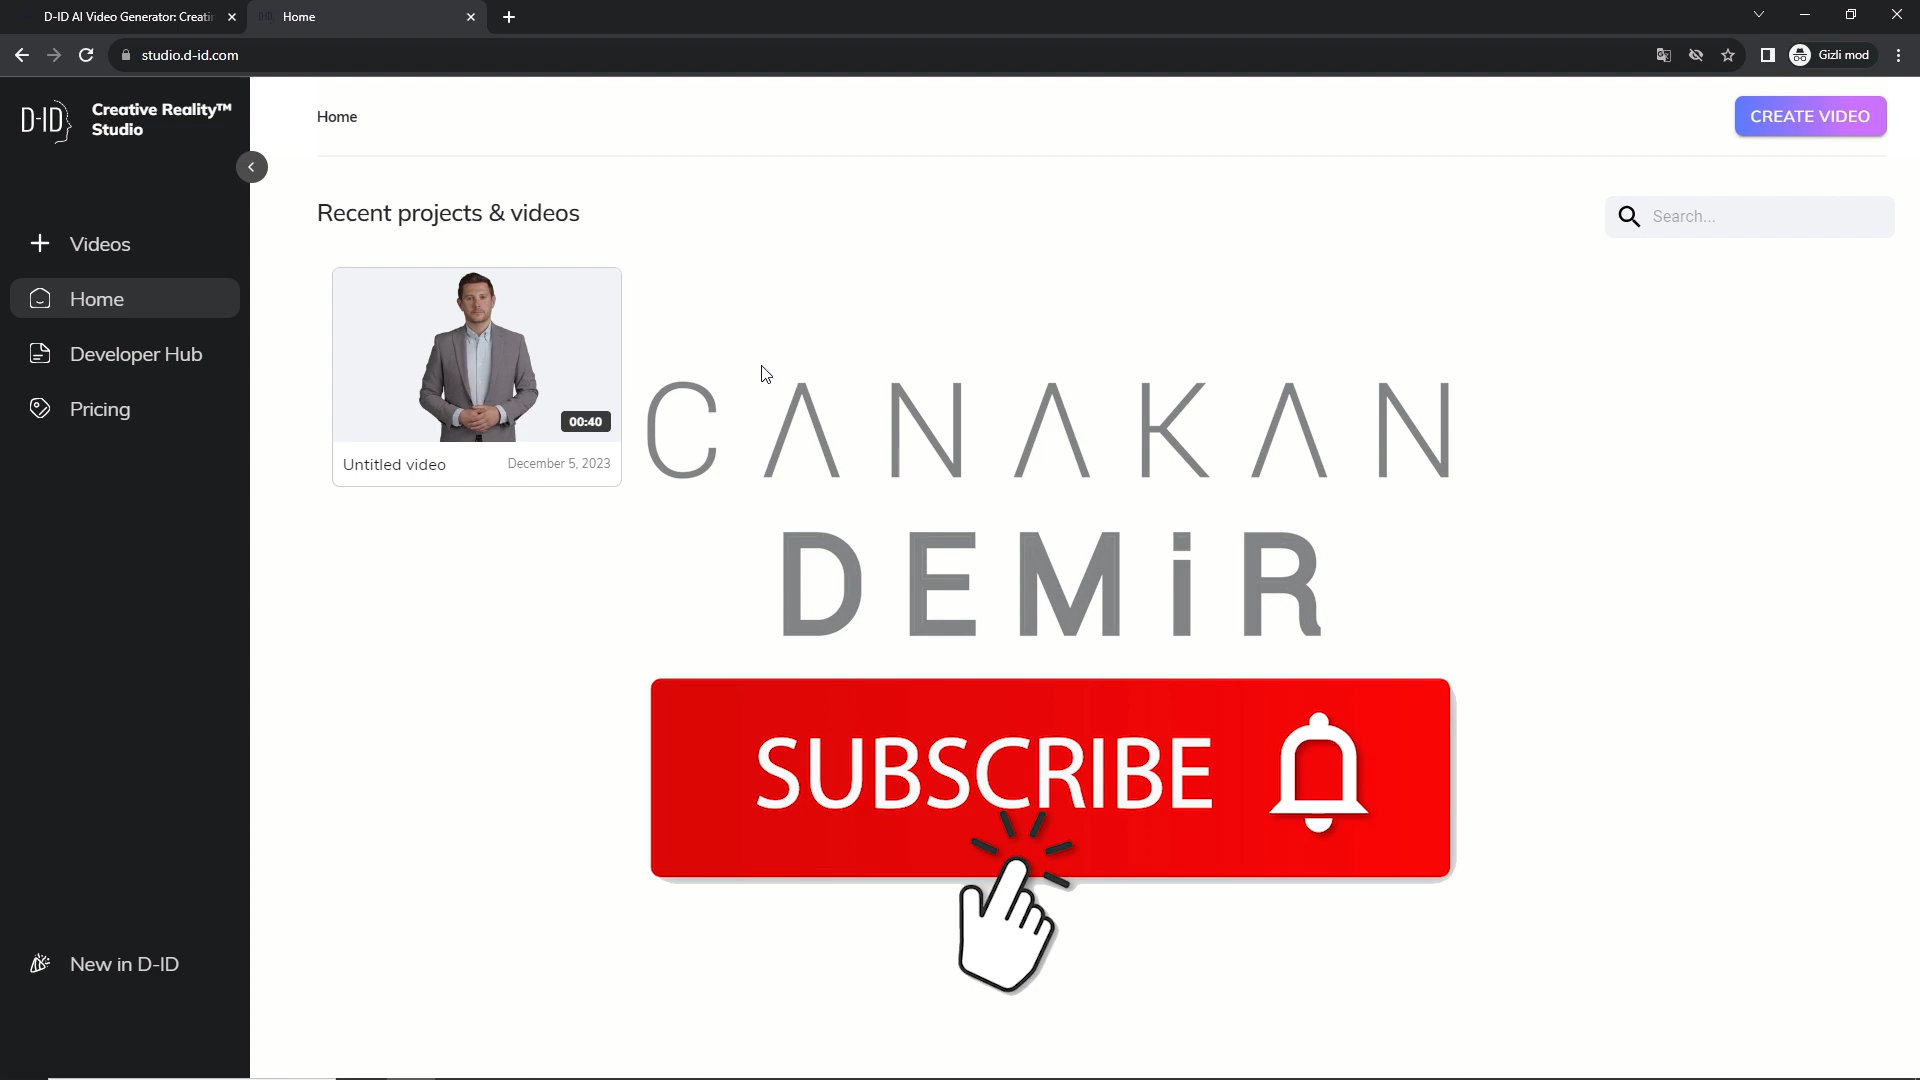 D-ID AI Video Generator: Creatin
Home
studio.d-id.com
Gizli mod
D-ID
Creative Reality™
Studio
Home
CREATE VIDEO
Recent projects & videos
Search...
Videos
Home
Developer Hub
Pricing
00:40
Untitled video
December 5, 2023
CANAKAN
DEMiR
SUBSCRIBE
New in D-ID